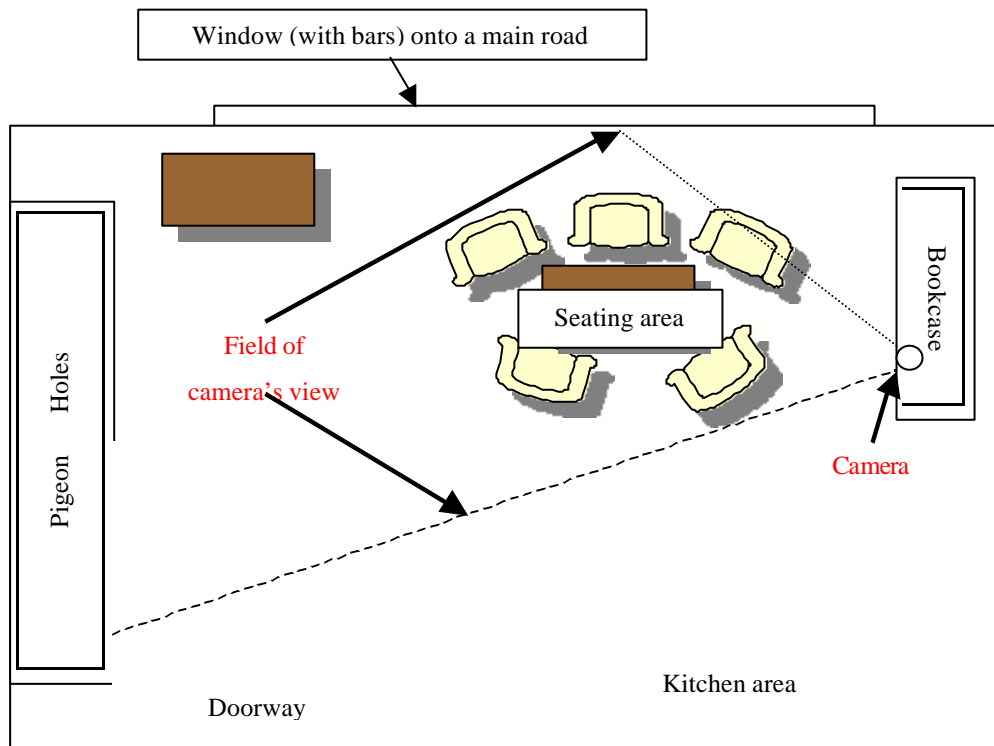 Window (with bars) onto a main road
Bookcase
Seating area
Field of
camera's view
Pigeon Holes
Camera
Kitchen area
Doorway